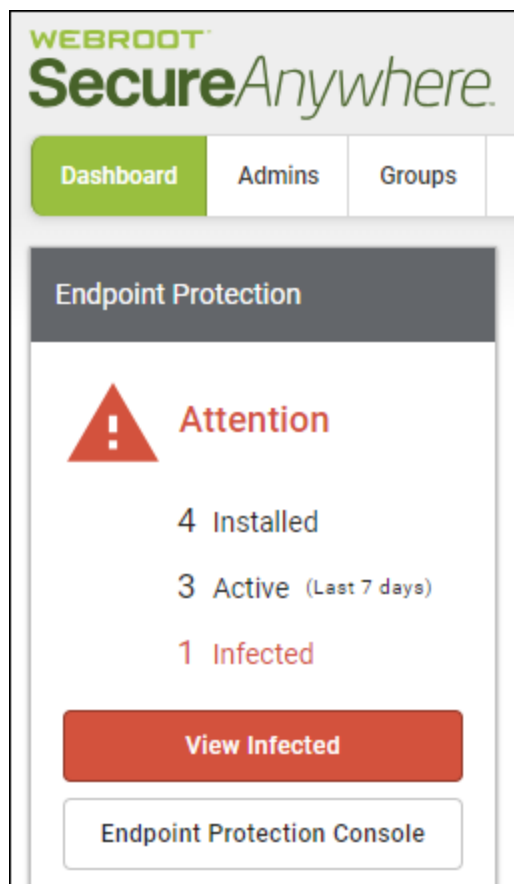 WEBROOT
SecureAnywhere
Dashboard Admins Groups
Endpoint Protection
Attention
4 Installed
3 Active (Last 7 days)
1 Infected
View Infected
Endpoint Protection Console